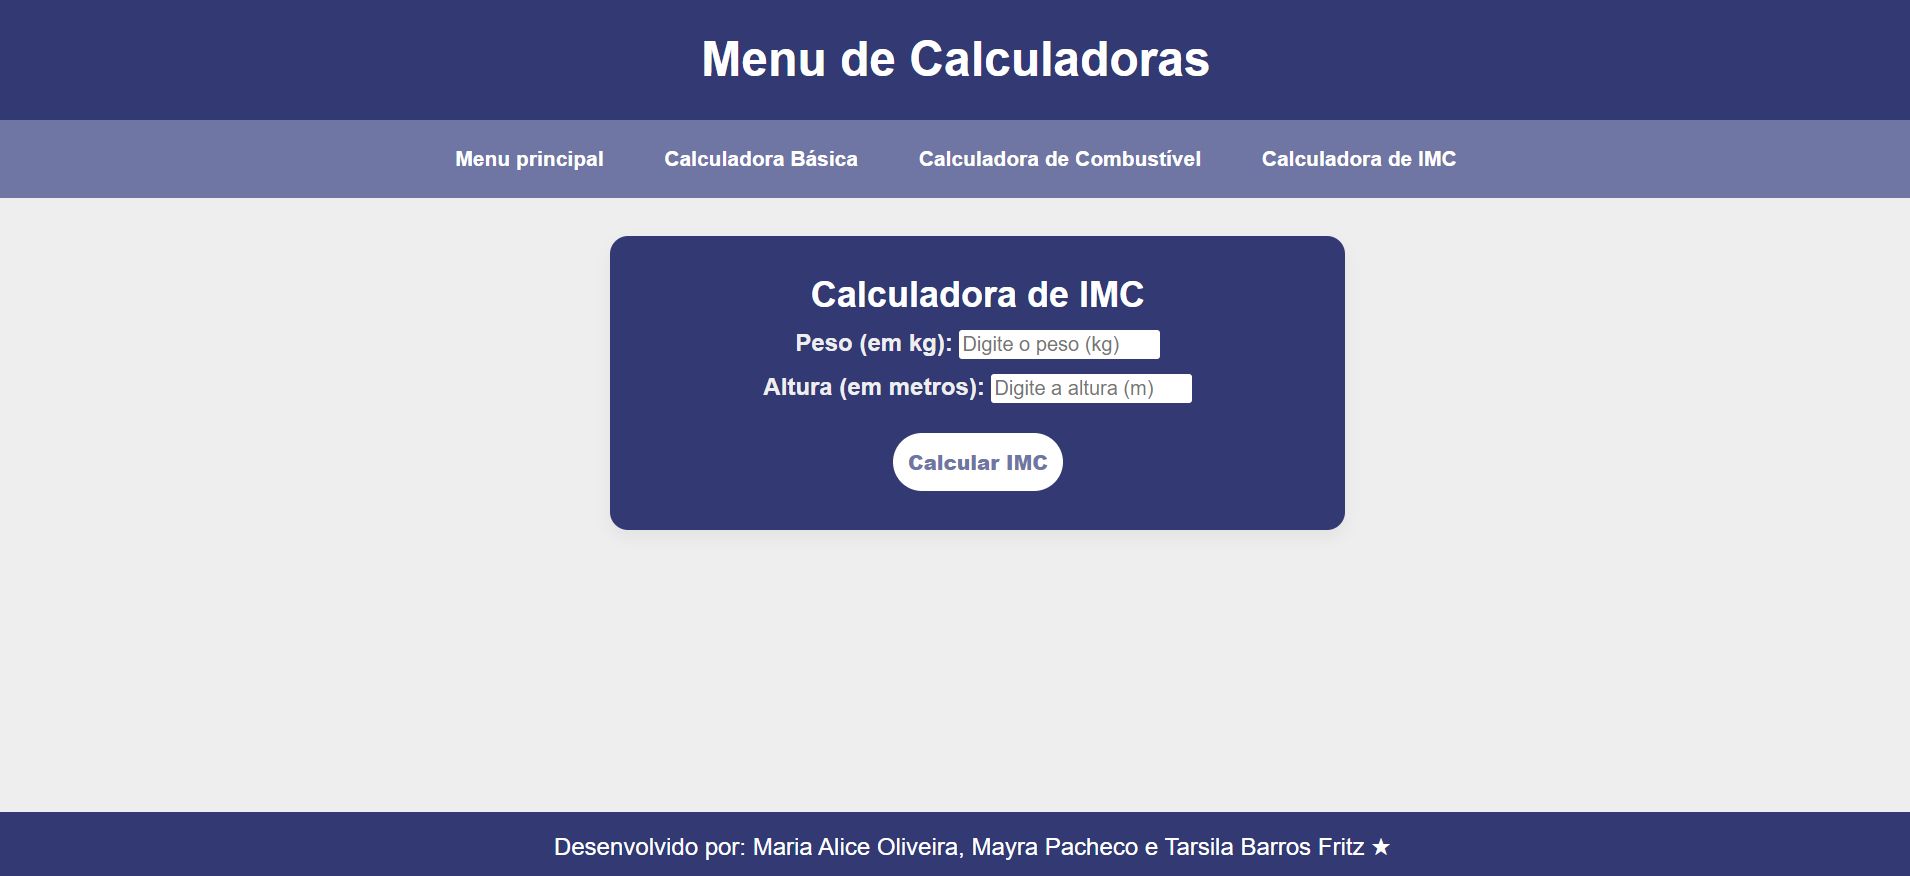 Menu de Calculadoras
Menu principal Calculadora Básica Calculadora de Combustível Calculadora de IMC
Calculadora de IMC
Peso (em kg): Digite o peso (kg)
Altura (em metros): Digite a altura (m)
Calcular IMC
Desenvolvido por: Maria Alice Oliveira, Mayra Pacheco e Tarsila Barros Fritz ★